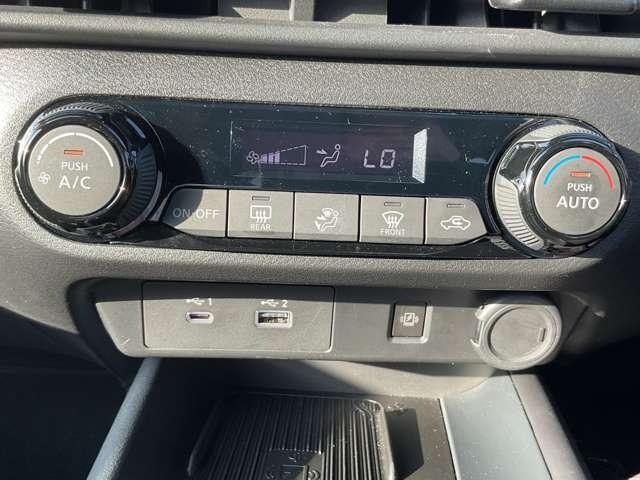 PUSH
A/C
LO
PUSH
AUTO
ON•OFF
REAR
FRONT
1
2